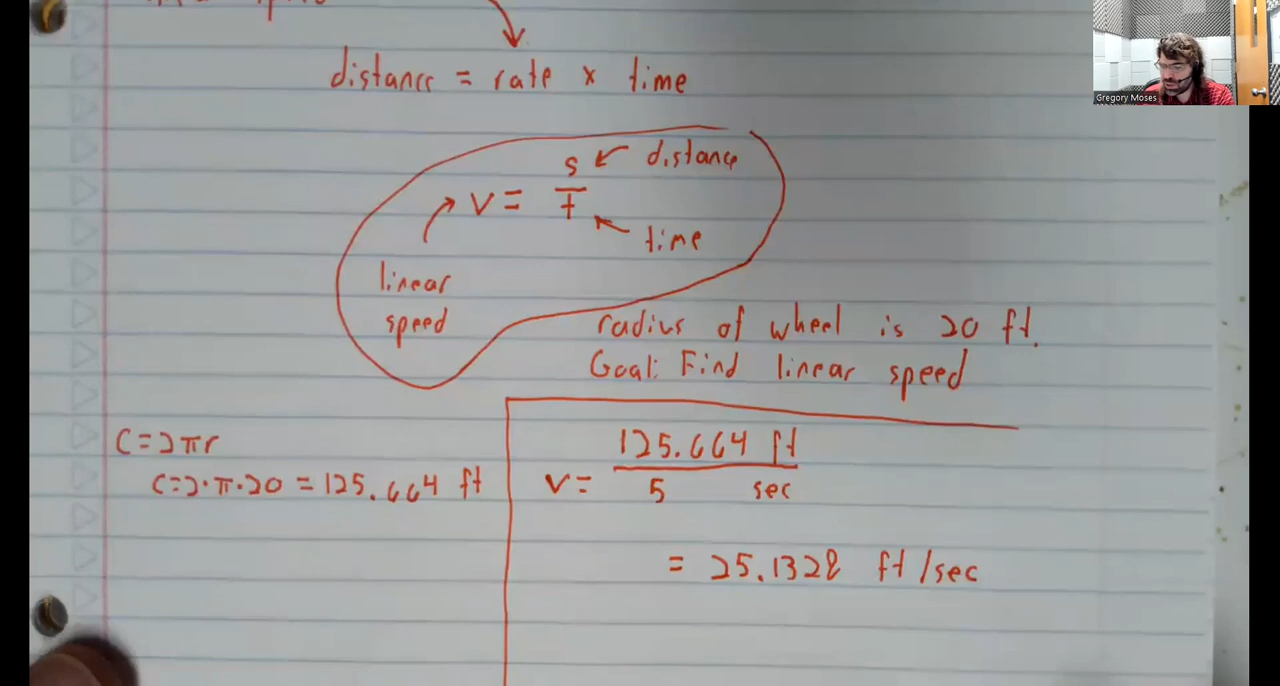 distance = rate x time
s ← distance
v = —
t
time
linear
speed
radius of wheel is 20 ft.
Goal: Find linear speed
C=2πr
C=2·π·20 = 125.664 ft
125.664 ft
v= —
5 sec
= 25.1328 ft/sec
Gregory Moses